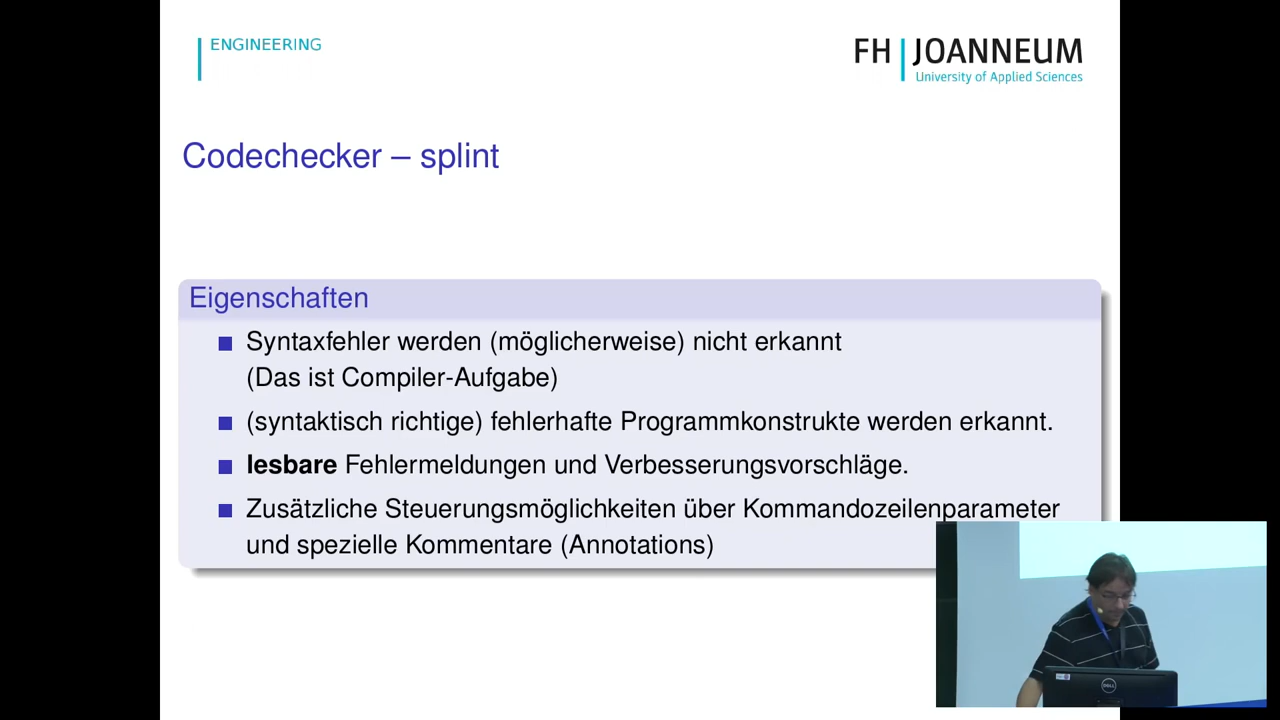 ENGINEERING
FH JOANNEUM
University of Applied Sciences
Codechecker – splint
Eigenschaften
Syntaxfehler werden (möglicherweise) nicht erkannt
(Das ist Compiler-Aufgabe)
(syntaktisch richtige) fehlerhafte Programmkonstrukte werden erkannt.
lesbare Fehlermeldungen und Verbesserungsvorschläge.
Zusätzliche Steuerungsmöglichkeiten über Kommandozeilenparameter
und spezielle Kommentare (Annotations)
DELL